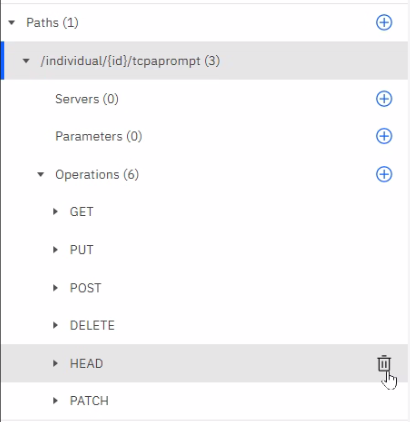 Paths (1)
/individual/{id}/tcpaprompt (3)
Servers (0)
Parameters (0)
Operations (6)
GET
PUT
POST
DELETE
HEAD
PATCH